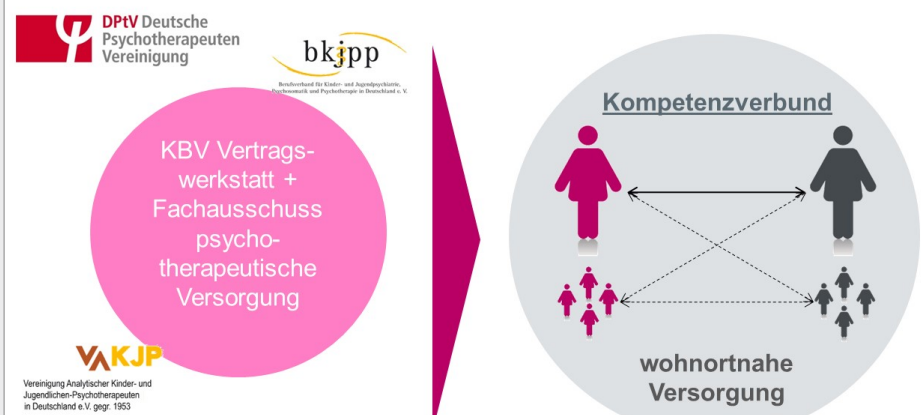 DPtV Deutsche
Psychotherapeuten
Vereinigung
bkjpp
Berufsverband für Kinder- und Jugendpsychiatrie,
Psychosomatik und Psychotherapie in Deutschland e. V.
KBV Vertrags-
werkstatt +
Fachausschuss
psycho-
therapeutische
Versorgung
VAKJP
Vereinigung Analytischer Kinder- und
Jugendlichen-Psychotherapeuten
in Deutschland e.V. gegr. 1953
Kompetenzverbund
wohnortnahe
Versorgung